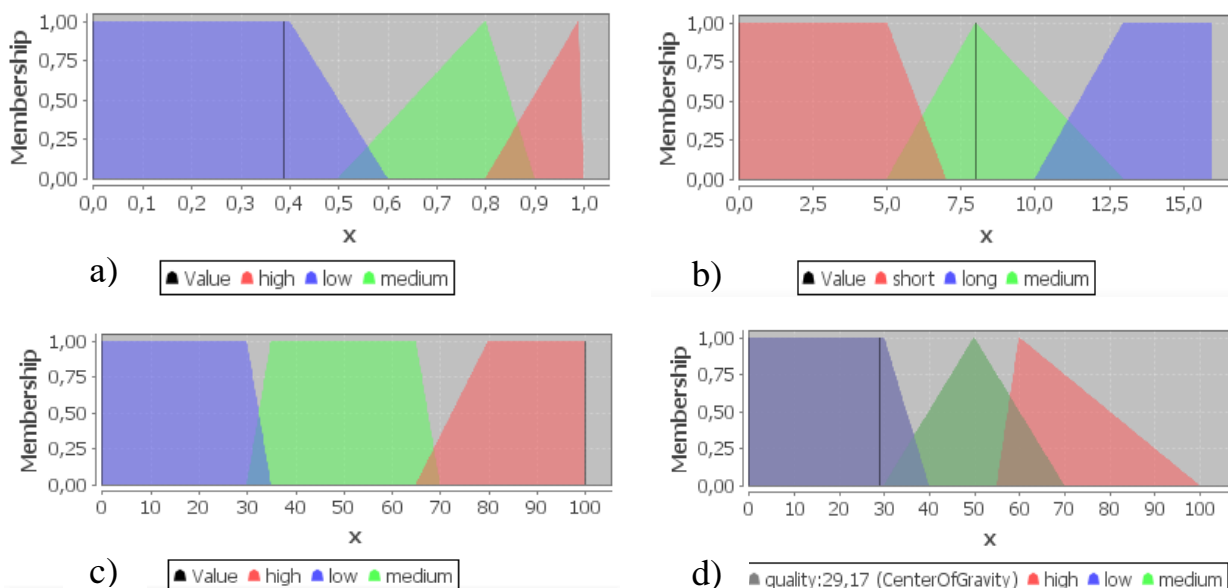 Membership
1,00
0,75
0,50
0,25
0,00
0,0 0,1 0,2 0,3 0,4 0,5 0,6 0,7 0,8 0,9 1,0
x
a)
Value high low medium
Membership
1,00
0,75
0,50
0,25
0,00
0,0 2,5 5,0 7,5 10,0 12,5 15,0
x
b)
Value short long medium
Membership
1,00
0,75
0,50
0,25
0,00
0 10 20 30 40 50 60 70 80 90 100
x
c)
Value high low medium
Membership
1,00
0,75
0,50
0,25
0,00
0 10 20 30 40 50 60 70 80 90 100
x
d)
quality:29,17 (CenterOfGravity) high low medium